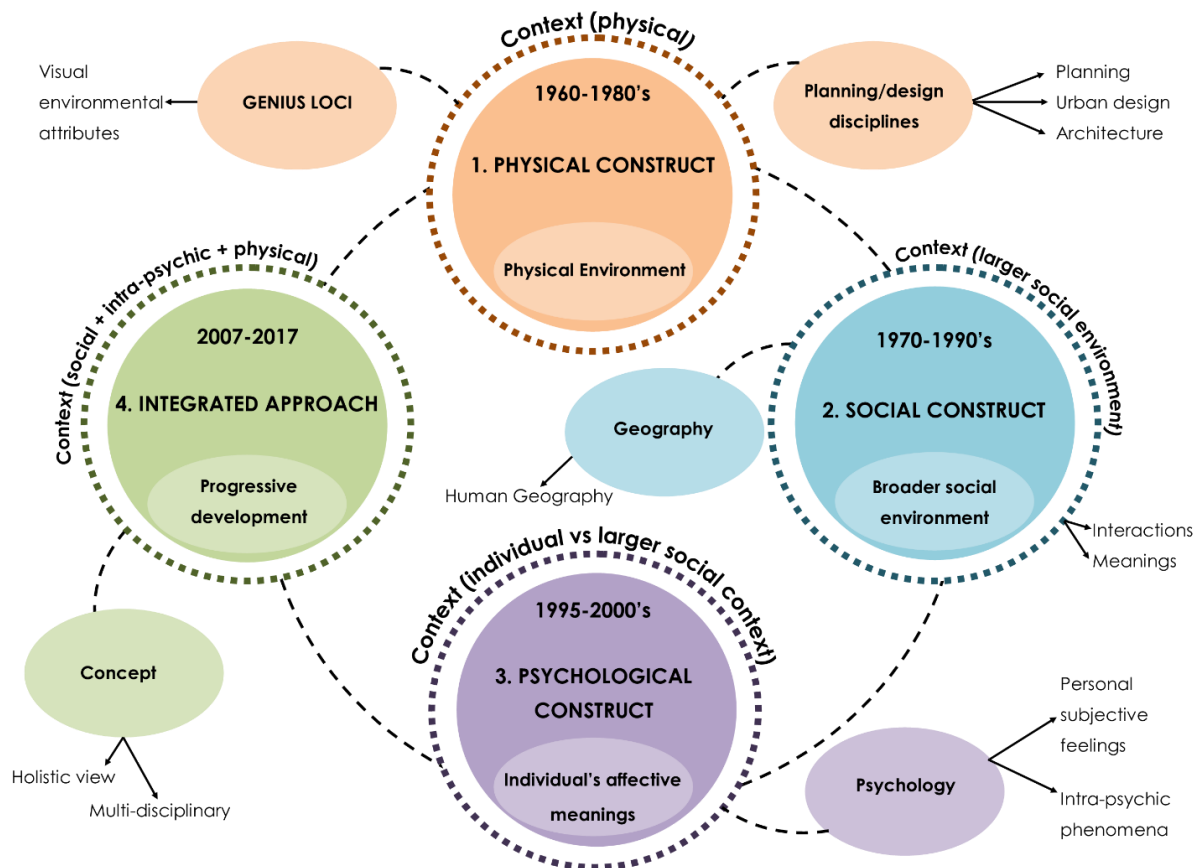 Context (physical)
1960-1980's
1. PHYSICAL CONSTRUCT
Physical Environment
GENIUS LOCI
Visual
environmental
attributes
Planning/design
disciplines
Planning
Urban design
Architecture
Context (larger social environment)
1970-1990's
2. SOCIAL CONSTRUCT
Broader social
environment
Interactions
Meanings
Geography
Human Geography
Context (individual vs larger social context)
1995-2000's
3. PSYCHOLOGICAL
CONSTRUCT
Individual's affective
meanings
Psychology
Personal
subjective
feelings
Intra-psychic
phenomena
Context (social + intra-psychic + physical)
2007-2017
4. INTEGRATED APPROACH
Progressive
development
Concept
Holistic view
Multi-disciplinary